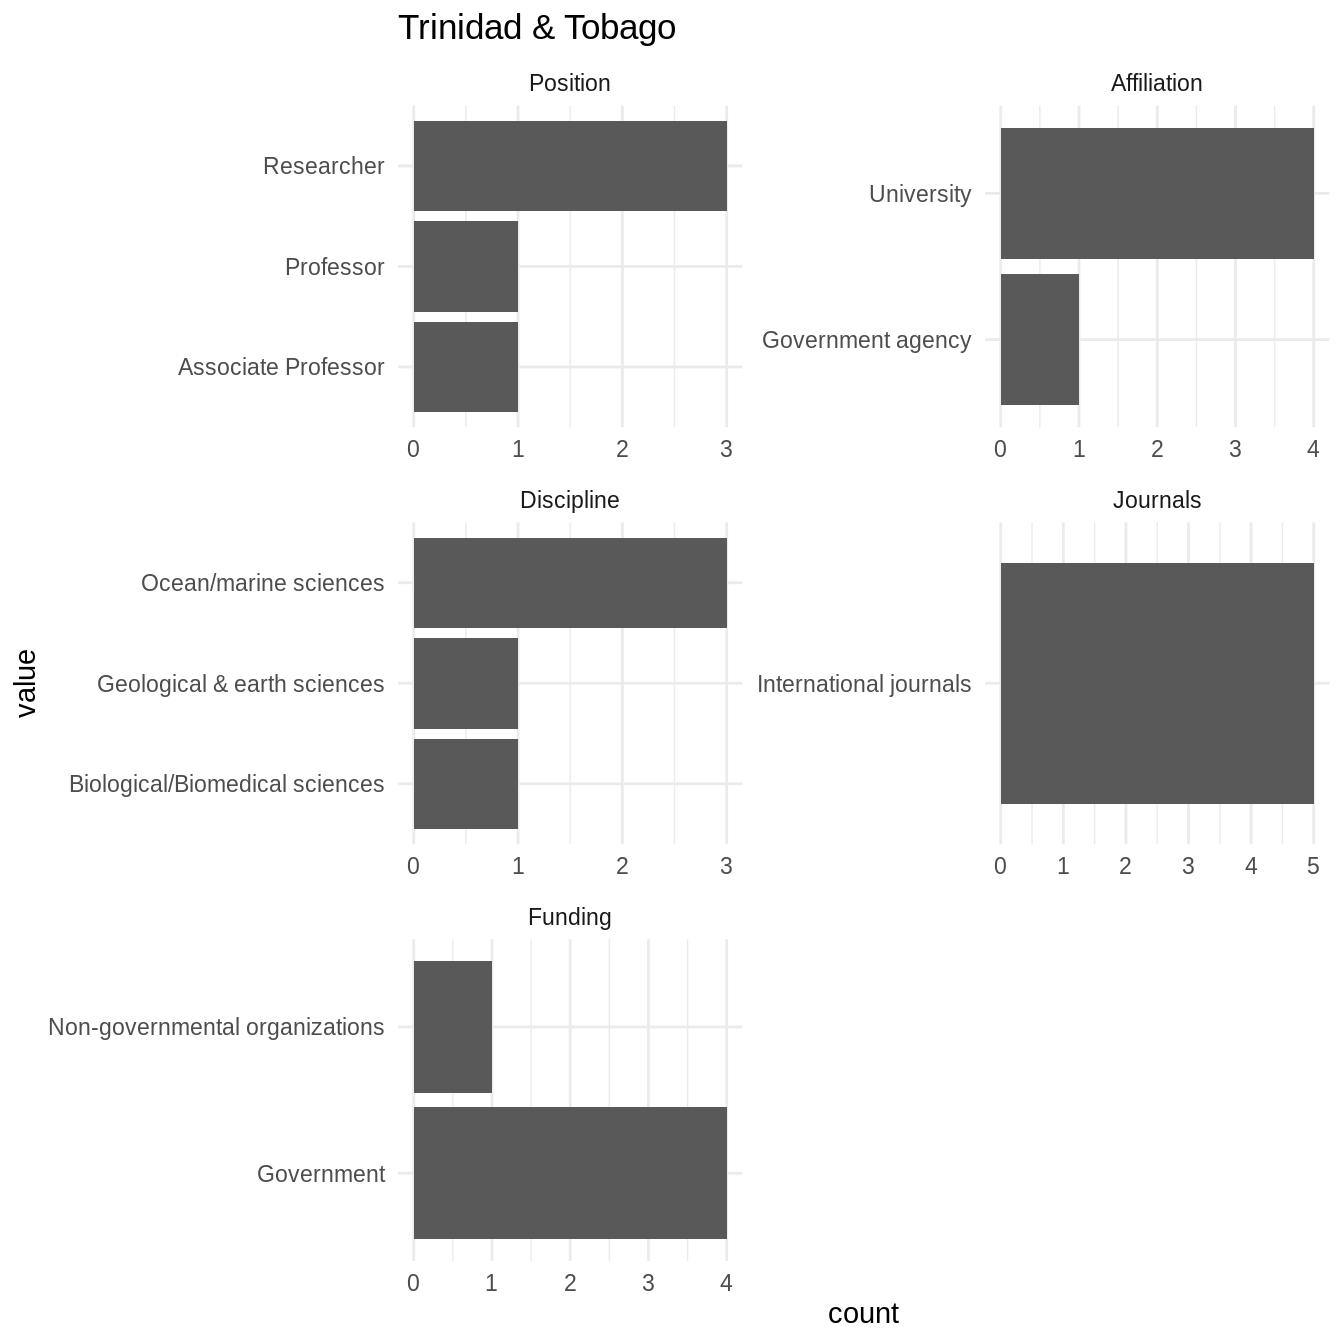 Trinidad & Tobago
Position
Researcher
Professor
Associate Professor
0 1 2 3
Affiliation
University
Government agency
0 1 2 3 4
Discipline
Ocean/marine sciences
Geological & earth sciences
Biological/Biomedical sciences
0 1 2 3
Journals
International journals
0 1 2 3 4 5
Funding
Non-governmental organizations
Government
0 1 2 3 4
value
count